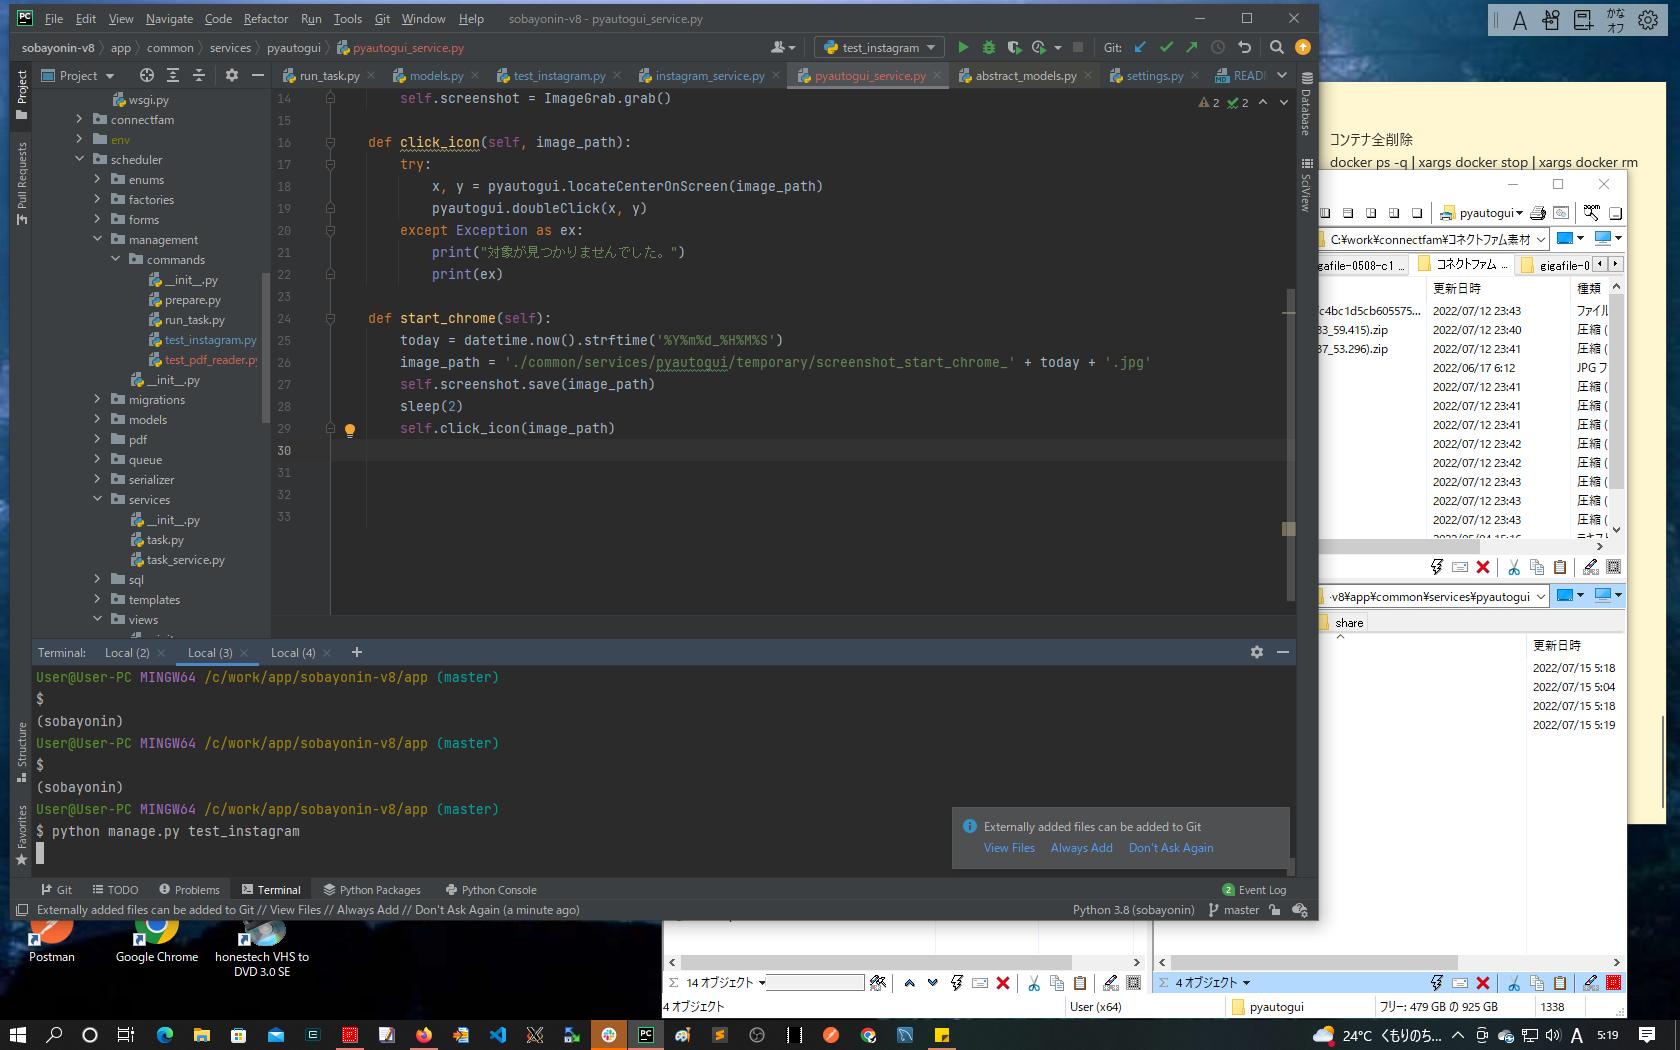 File Edit View Navigate Code Refactor Run Tools Git Window Help sobayonin-v8 - pyautogui_service.py
sobayonin-v8 app common services pyautogui pyautogui_service.py test_instagram Git:
Project run_task.py models.py test_instagram.py instagram_service.py pyautogui_service.py abstract_models.py settings.py READ
Project
Pull Requests
Structure
Favorites
Database
SciView
wsgi.py
connectfam
env
scheduler
enums
factories
forms
management
commands
__init__.py
prepare.py
run_task.py
test_instagram.py
test_pdf_reader.py
__init__.py
migrations
models
pdf
queue
serializer
services
__init__.py
task.py
task_service.py
sql
templates
views
2 2
14 self.screenshot = ImageGrab.grab()
15
16 def click_icon(self, image_path):
17 try:
18 x, y = pyautogui.locateCenterOnScreen(image_path)
19 pyautogui.doubleClick(x, y)
20 except Exception as ex:
21 print("対象が見つかりませんでした。")
22 print(ex)
23
24 def start_chrome(self):
25 today = datetime.now().strftime('%Y%m%d_%H%M%S')
26 image_path = './common/services/pyautogui/temporary/screenshot_start_chrome_' + today + '.jpg'
27 self.screenshot.save(image_path)
28 sleep(2)
29 self.click_icon(image_path)
30
31
32
33
Terminal: Local (2) Local (3) Local (4) +
User@User-PC MINGW64 /c/work/app/sobayonin-v8/app (master)
$
(sobayonin)
User@User-PC MINGW64 /c/work/app/sobayonin-v8/app (master)
$
(sobayonin)
User@User-PC MINGW64 /c/work/app/sobayonin-v8/app (master)
$ python manage.py test_instagram
Externally added files can be added to Git
View Files Always Add Don't Ask Again
Git TODO Problems Terminal Python Packages Python Console 2 Event Log
Externally added files can be added to Git // View Files // Always Add // Don't Ask Again (a minute ago) Python 3.8 (sobayonin) master
A かな オフ
コンテナ全削除
docker ps -q | xargs docker stop | xargs docker rm
pyautogui
C:¥work¥connectfam¥コネクトファム素材
gafile-0508-c1 ... コネクトファム ... gigafile-0
更新日時 種類
c4bc1d5cb605575... 2022/07/12 23:43 ファイル
33_59.415).zip 2022/07/12 23:40 圧縮 (
37_53.296).zip 2022/07/12 23:43 圧縮 (
2022/06/17 6:12 JPG フ
2022/07/12 23:41 圧縮 (
2022/07/12 23:41 圧縮 (
2022/07/12 23:41 圧縮 (
2022/07/12 23:42 圧縮 (
2022/07/12 23:42 圧縮 (
2022/07/12 23:43 圧縮 (
2022/07/12 23:43 圧縮 (
2022/07/12 23:43 圧縮 (
v8¥app¥common¥services¥pyautogui
share
更新日時
2022/07/15 5:18
2022/07/15 5:04
2022/07/15 5:18
2022/07/15 5:19
14 オブジェクト 4 オブジェクト
4 オブジェクト User (x64) pyautogui フリー: 479 GB の 925 GB 1338
Postman Google Chrome honestech VHS to
DVD 3.0 SE
24°C くもりのち... A 5:19